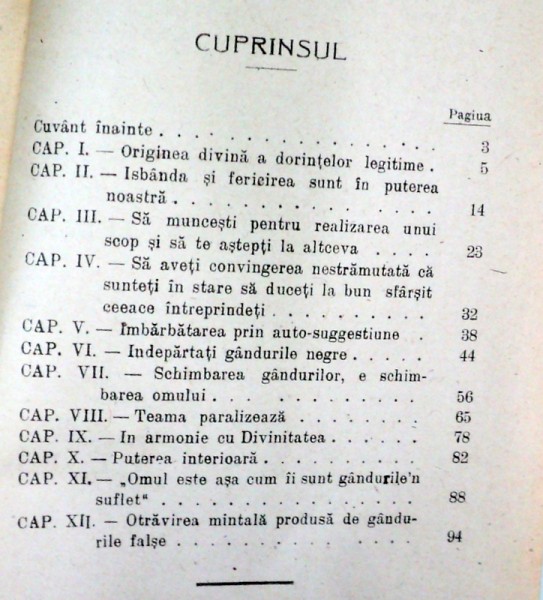 CUPRINSUL
Pagiua
Cuvânt înainte . . . . . . . . . . . . . . . 3
CAP. I. — Originea divină a dorințelor legitime . 5
CAP. II. — Isbânda și fericirea sunt în puterea
noastră . . . . . . . . . . . . . . 14
CAP. III. — Să muncești pentru realizarea unui
scop și să te aștepți la altceva . . . . 23
CAP. IV. — Să aveți convingerea nestrămutată că
sunteți în stare să duceți la bun sfârșit
ceeace întreprindeți . . . . . . . . . 32
CAP. V. — Îmbărbătarea prin auto-suggestiune . 38
CAP. VI. — Indepărtați gândurile negre . . . . . 44
CAP. VII. — Schimbarea gândurilor, e schim-
barea omului . . . . . . . . . . . . 56
CAP. VIII. — Teama paralizează . . . . . . . . 65
CAP. IX. — In armonie cu Divinitatea . . . . . . 78
CAP. X. — Puterea interioară . . . . . . . . . . 82
CAP. XI. — „Omul este așa cum îi sunt gândurile'n
suflet“ . . . . . . . . . . . . . . 88
CAP. XII. — Otrăvirea mintală produsă de gându-
rile false . . . . . . . . . . . . . 94